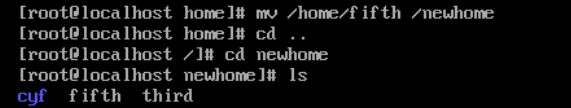 [root@localhost home]# mv /home/fifth /newhome
[root@localhost home]# cd ..
[root@localhost /]# cd newhome
[root@localhost newhome]# ls
cyf  fifth  third